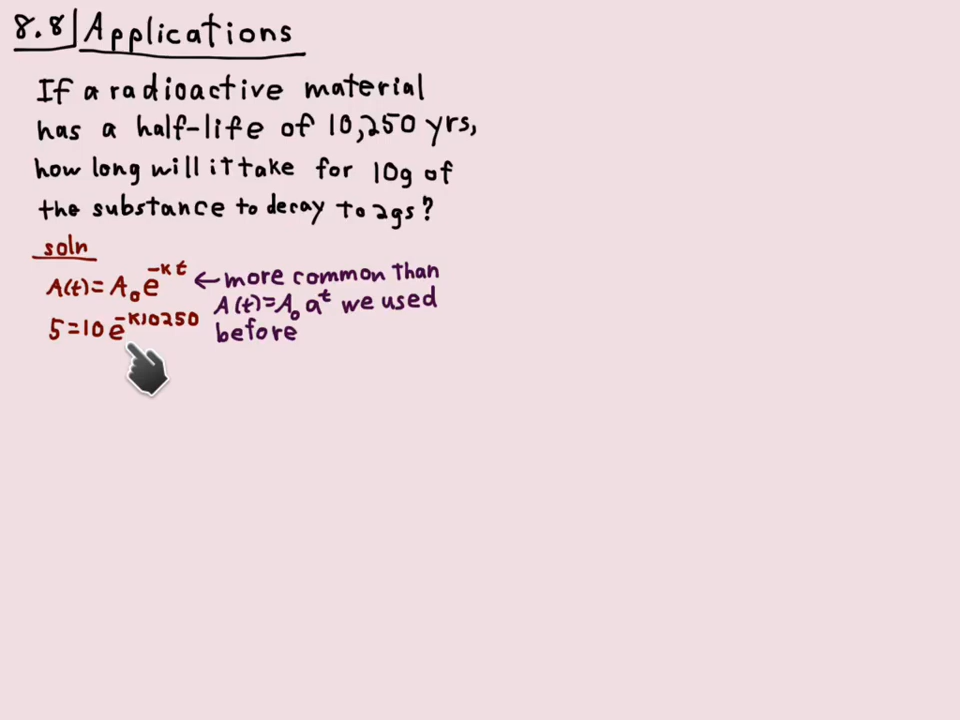 8.8 Applications
If a radioactive material
has a half-life of 10,250 yrs,
how long will it take for 10g of
the substance to decay to 2gs?
soln
A(t)=A₀e^{-kt} ← more common than
A(t)=A₀a^t we used
5=10e^{-k10250} before